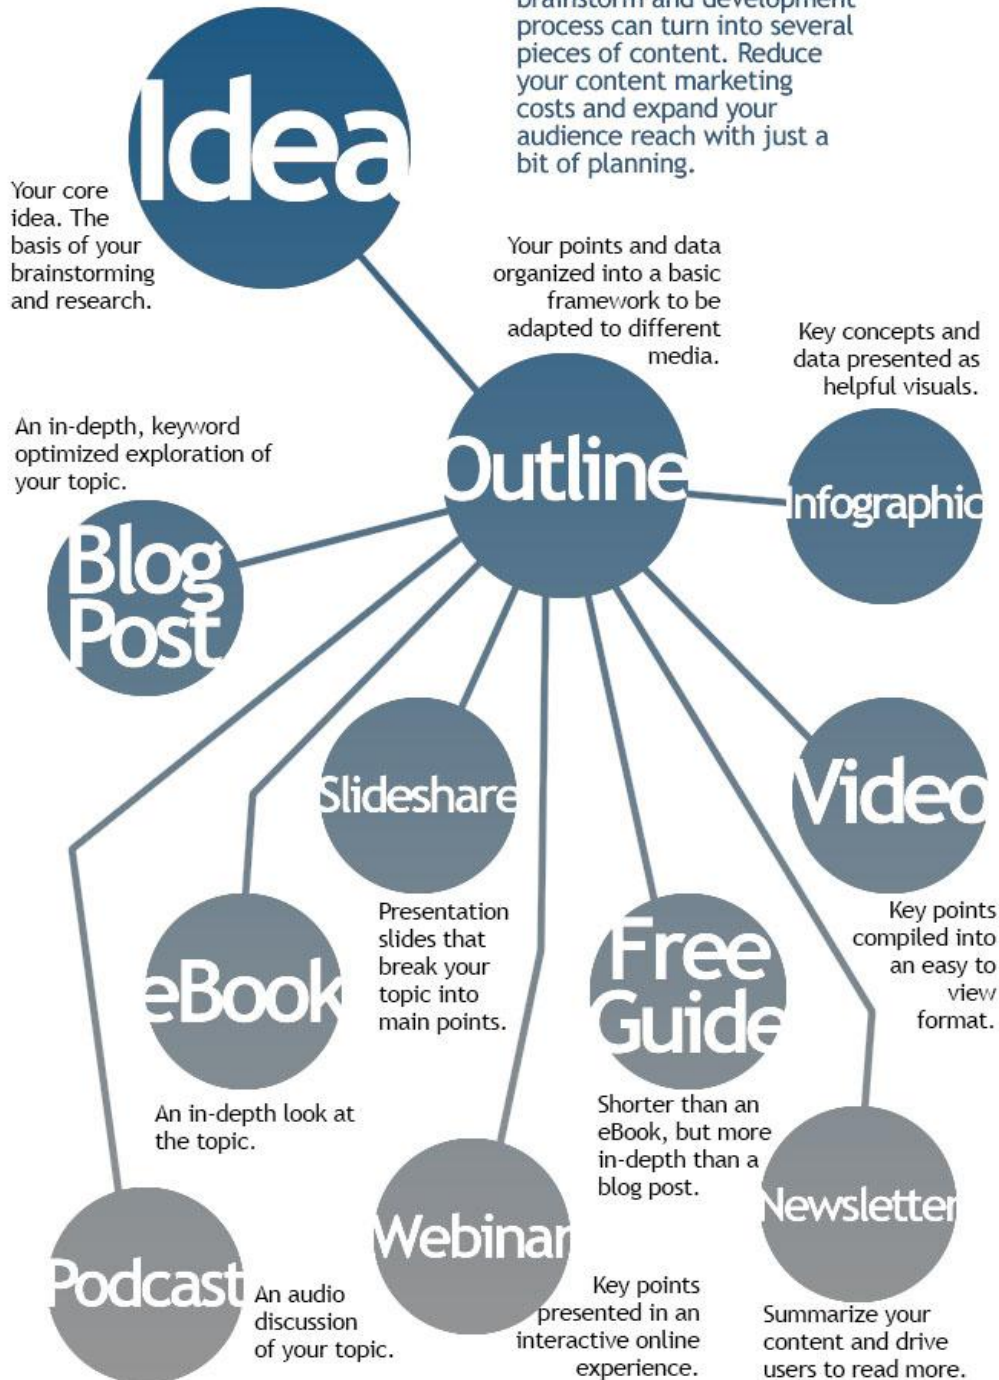 brainstorm and development
process can turn into several
pieces of content. Reduce
your content marketing
costs and expand your
audience reach with just a
bit of planning.
Idea
Your core
idea. The
basis of your
brainstorming
and research.
Your points and data
organized into a basic
framework to be
adapted to different
media.
Outline
Key concepts and
data presented as
helpful visuals.
Infographic
An in-depth, keyword
optimized exploration of
your topic.
Blog
Post
Slideshare
Presentation
slides that
break your
topic into
main points.
Video
Key points
compiled into
an easy to
view
format.
eBook
An in-depth look at
the topic.
Free
Guide
Shorter than an
eBook, but more
in-depth than a
blog post.
Podcast
An audio
discussion
of your topic.
Webinar
Key points
presented in an
interactive online
experience.
Newsletter
Summarize your
content and drive
users to read more.